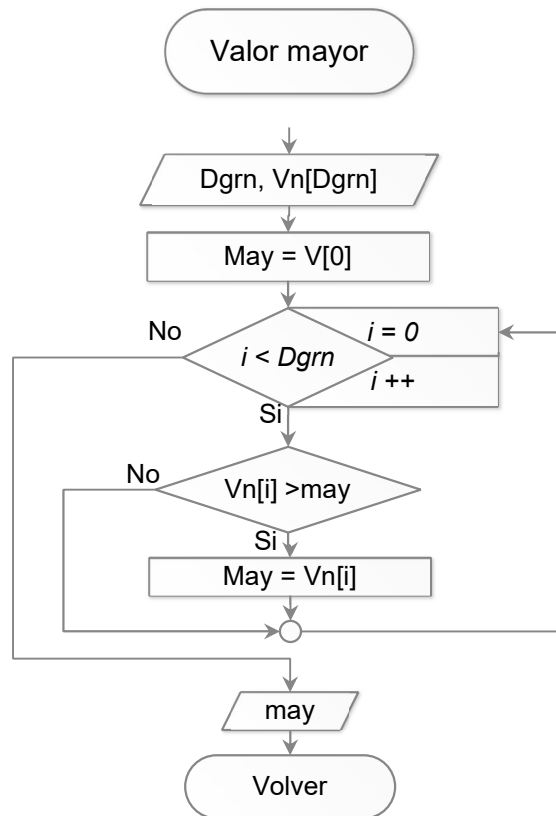 Valor mayor
Dgrn, Vn[Dgrn]
May = V[0]
No
i = 0
i < Dgrn
i ++
Si
No
Vn[i] >may
Si
May = Vn[i]
may
Volver